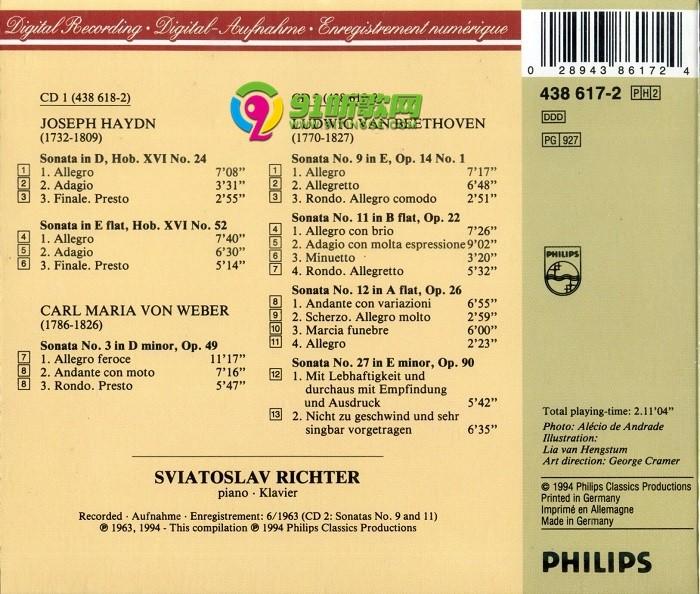 Digital Recording · Digital-Aufnahme · Enregistrement numérique
CD 1 (438 618-2)
JOSEPH HAYDN
(1732-1809)
Sonata in D, Hob. XVI No. 24
1 1. Allegro 7'08"
2 2. Adagio 3'31"
3 3. Finale. Presto 2'55"
Sonata in E flat, Hob. XVI No. 52
4 1. Allegro 7'40"
5 2. Adagio 6'30"
6 3. Finale. Presto 5'14"
CARL MARIA VON WEBER
(1786-1826)
Sonata No. 3 in D minor, Op. 49
7 1. Allegro feroce 11'17"
8 2. Andante con moto 7'16"
8 3. Rondo. Presto 5'47"
91听歌网
LUDWIG VAN BEETHOVEN
(1770-1827)
Sonata No. 9 in E, Op. 14 No. 1
1 1. Allegro 7'17"
2 2. Allegretto 6'48"
3 3. Rondo. Allegro comodo 2'51"
Sonata No. 11 in B flat, Op. 22
4 1. Allegro con brio 7'26"
5 2. Adagio con molta espressione 9'02"
6 3. Minuetto 3'20"
7 4. Rondo. Allegretto 5'32"
Sonata No. 12 in A flat, Op. 26
8 1. Andante con variazioni 6'55"
9 2. Scherzo. Allegro molto 2'59"
10 3. Marcia funebre 6'00"
11 4. Allegro 2'23"
Sonata No. 27 in E minor, Op. 90
12 1. Mit Lebhaftigkeit und
durchaus mit Empfindung
und Ausdruck 5'42"
13 2. Nicht zu geschwind und sehr
singbar vorgetragen 6'35"
SVIATOSLAV RICHTER
piano · Klavier
Recorded · Aufnahme · Enregistrement: 6/1963 (CD 2: Sonatas No. 9 and 11)
℗ 1963, 1994 - This compilation ℗ 1994 Philips Classics Productions
0 28943 86172 4
438 617-2 PH2
DDD
PG 927
PHILIPS
Total playing-time: 2.11'04"
Photo: Alécio de Andrade
Illustration:
Lia van Hengstum
Art direction: George Cramer
© 1994 Philips Classics Productions
Printed in Germany
Imprimé en Allemagne
Made in Germany
PHILIPS